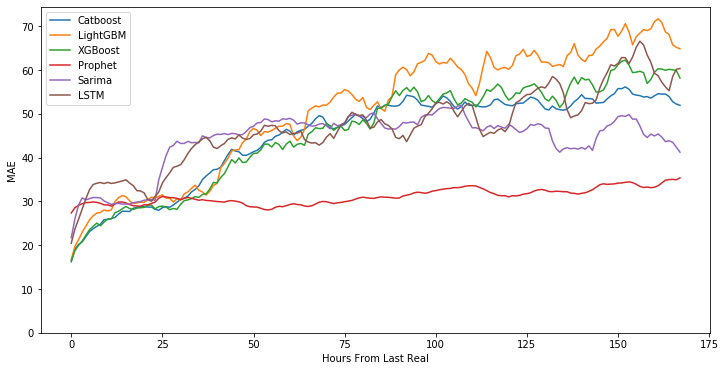 Catboost
LightGBM
XGBoost
Prophet
Sarima
LSTM
MAE
70
60
50
40
30
20
10
0
0 25 50 75 100 125 150 175
Hours From Last Real